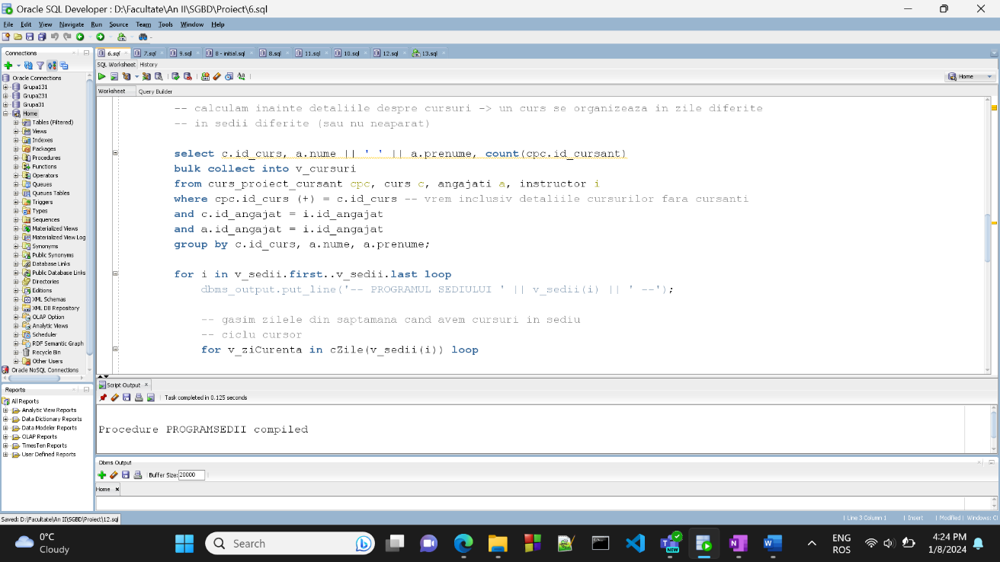 Oracle SQL Developer : D:\Facultate\An II\SGBD\Proiect\6.sql
File Edit View Navigate Run Source Team Tools Window Help
Connections
Oracle Connections
Grupa131
Grupa231
Grupa31
Home
Tables (Filtered)
Views
Indexes
Packages
Procedures
Functions
Operators
Queues
Queues Tables
Triggers
Types
Sequences
Materialized Views
Materialized View Log
Synonyms
Public Synonyms
Database Links
Public Database Links
Directories
Editions
XML Schemas
XML DB Repository
OLAP Option
Analytic Views
Scheduler
RDF Semantic Graph
Recycle Bin
Other Users
Oracle NoSQL Connections
Reports
All Reports
Analytic View Reports
Data Dictionary Reports
Data Modeler Reports
OLAP Reports
TimesTen Reports
User Defined Reports
6.sql 7.sql 9.sql 8 - initial.sql 8.sql 11.sql 10.sql 12.sql 13.sql
SQL Worksheet History
Home
Worksheet Query Builder
-- calculam inainte detaliile despre cursuri -> un curs se organizeaza in zile diferite
-- in sedii diferite (sau nu neaparat)
select c.id_curs, a.nume || ' ' || a.prenume, count(cpc.id_cursant)
bulk collect into v_cursuri
from curs_proiect_cursant cpc, curs c, angajati a, instructor i
where cpc.id_curs (+) = c.id_curs -- vrem inclusiv detaliile cursurilor fara cursanti
and c.id_angajat = i.id_angajat
and a.id_angajat = i.id_angajat
group by c.id_curs, a.nume, a.prenume;
for i in v_sedii.first..v_sedii.last loop
dbms_output.put_line('-- PROGRAMUL SEDIULUI ' || v_sedii(i) || ' --');
-- gasim zilele din saptamana cand avem cursuri in sediu
-- ciclu cursor
for v_ziCurenta in cZile(v_sedii(i)) loop
Script Output
Task completed in 0.125 seconds
Procedure PROGRAMSEDII compiled
Dbms Output
Buffer Size: 20000
Home
Saved: D:\Facultate\An II\SGBD\Proiect\12.sql
Line 3 Column 1 Insert Modified Windows: Cl
0°C
Cloudy
Search
NEW
ENG
ROS
4:24 PM
1/8/2024